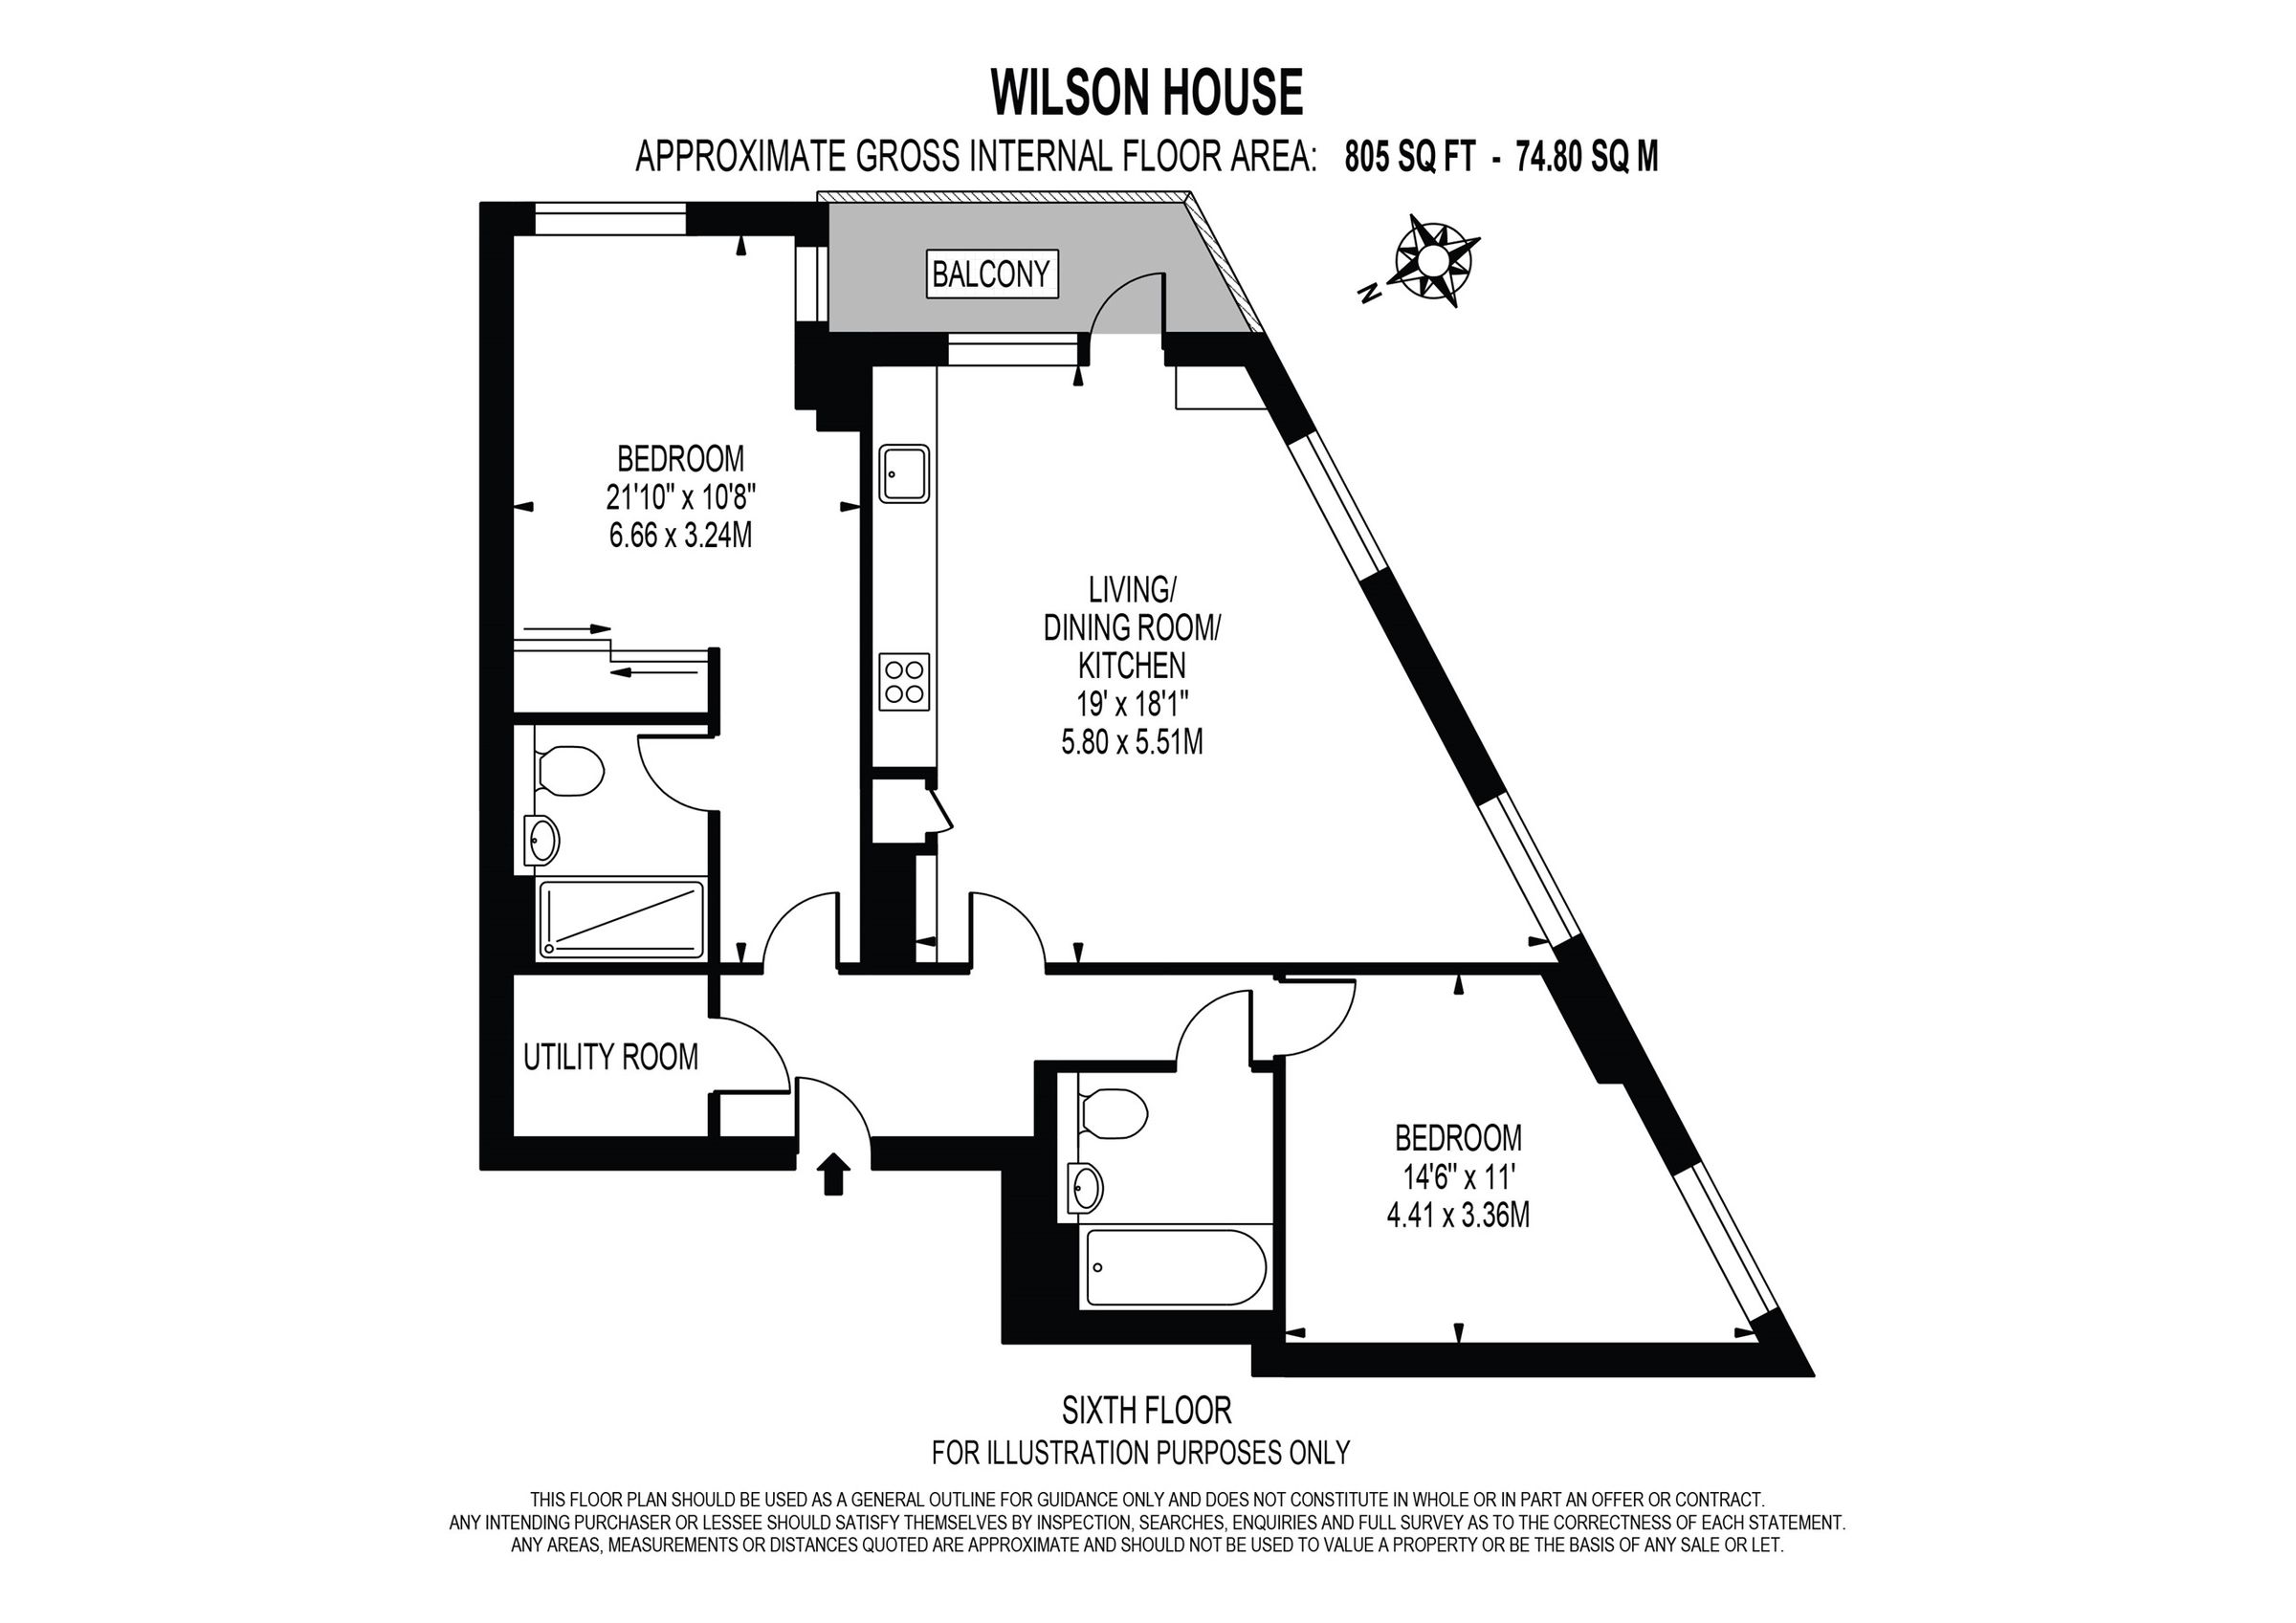 WILSON HOUSE
APPROXIMATE GROSS INTERNAL FLOOR AREA: 805 SQ FT - 74.80 SQ M
BALCONY
N
BEDROOM
21'10" x 10'8"
6.66 x 3.24M
LIVING/
DINING ROOM/
KITCHEN
19' x 18'1"
5.80 x 5.51M
UTILITY ROOM
BEDROOM
14'6" x 11'
4.41 x 3.36M
SIXTH FLOOR
FOR ILLUSTRATION PURPOSES ONLY
THIS FLOOR PLAN SHOULD BE USED AS A GENERAL OUTLINE FOR GUIDANCE ONLY AND DOES NOT CONSTITUTE IN WHOLE OR IN PART AN OFFER OR CONTRACT.
ANY INTENDING PURCHASER OR LESSEE SHOULD SATISFY THEMSELVES BY INSPECTION, SEARCHES, ENQUIRIES AND FULL SURVEY AS TO THE CORRECTNESS OF EACH STATEMENT.
ANY AREAS, MEASUREMENTS OR DISTANCES QUOTED ARE APPROXIMATE AND SHOULD NOT BE USED TO VALUE A PROPERTY OR BE THE BASIS OF ANY SALE OR LET.